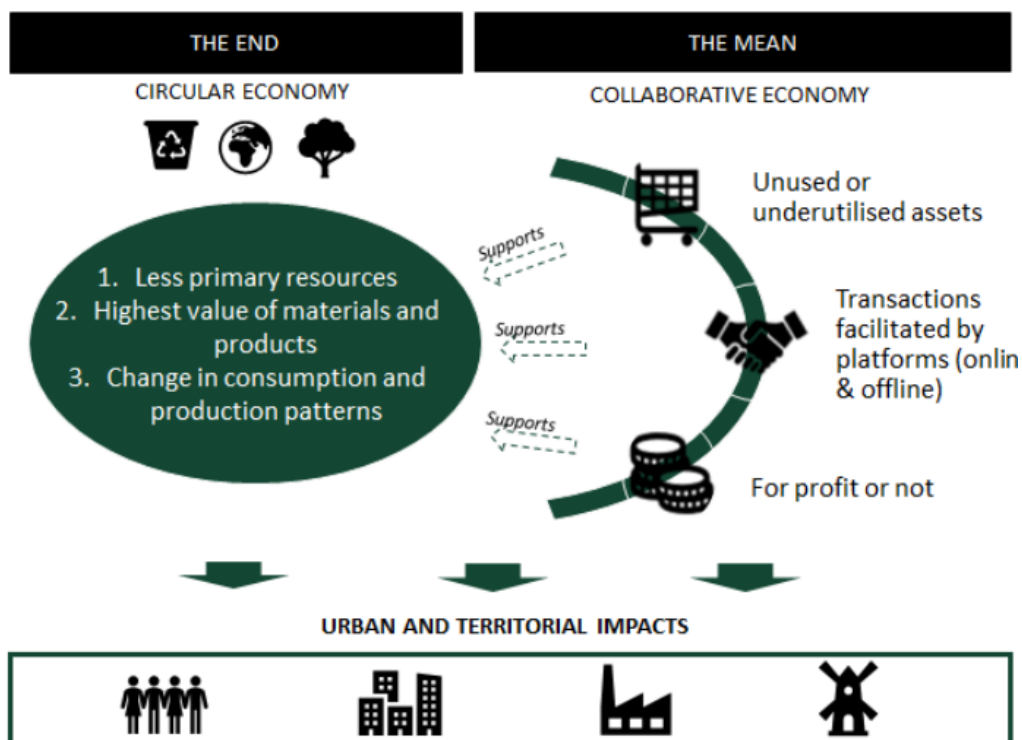 THE END
THE MEAN
CIRCULAR ECONOMY
COLLABORATIVE ECONOMY
1. Less primary resources
2. Highest value of materials and
products
3. Change in consumption and
production patterns
Supports
Supports
Supports
Unused or
underutilised assets
Transactions
facilitated by
platforms (onlin
& offline)
For profit or not
URBAN AND TERRITORIAL IMPACTS